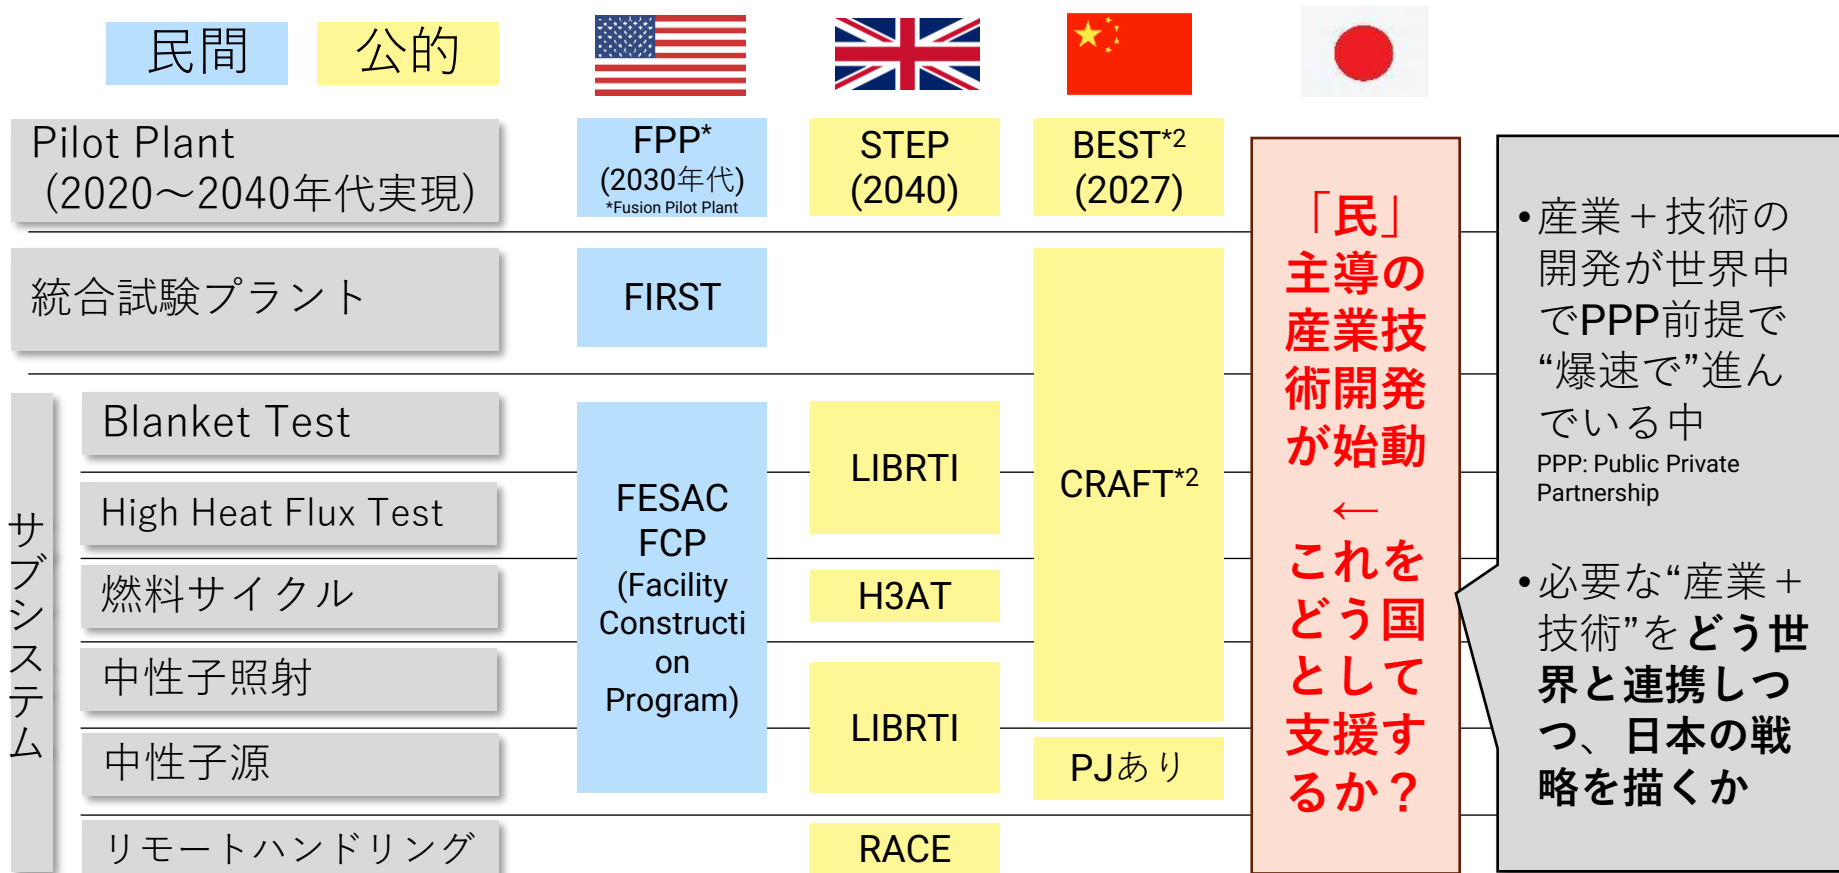 民間
公的
Pilot Plant
(2020～2040年代実現)
FPP*
(2030年代)
*Fusion Pilot Plant
STEP
(2040)
BEST*2
(2027)
統合試験プラント
FIRST
サブシステム
Blanket Test
High Heat Flux Test
燃料サイクル
中性子照射
中性子源
リモートハンドリング
FESAC
FCP
(Facility
Constructi
on
Program)
LIBRTI
H3AT
LIBRTI
RACE
CRAFT*2
PJあり
「民」
主導の
産業技
術開発
が始動
←
これを
どう国
として
支援す
るか？
•産業＋技術の
開発が世界中
でPPP前提で
“爆速で”進ん
でいる中
PPP: Public Private
Partnership
•必要な“産業＋
技術”をどう世
界と連携しつ
つ、日本の戦
略を描くか